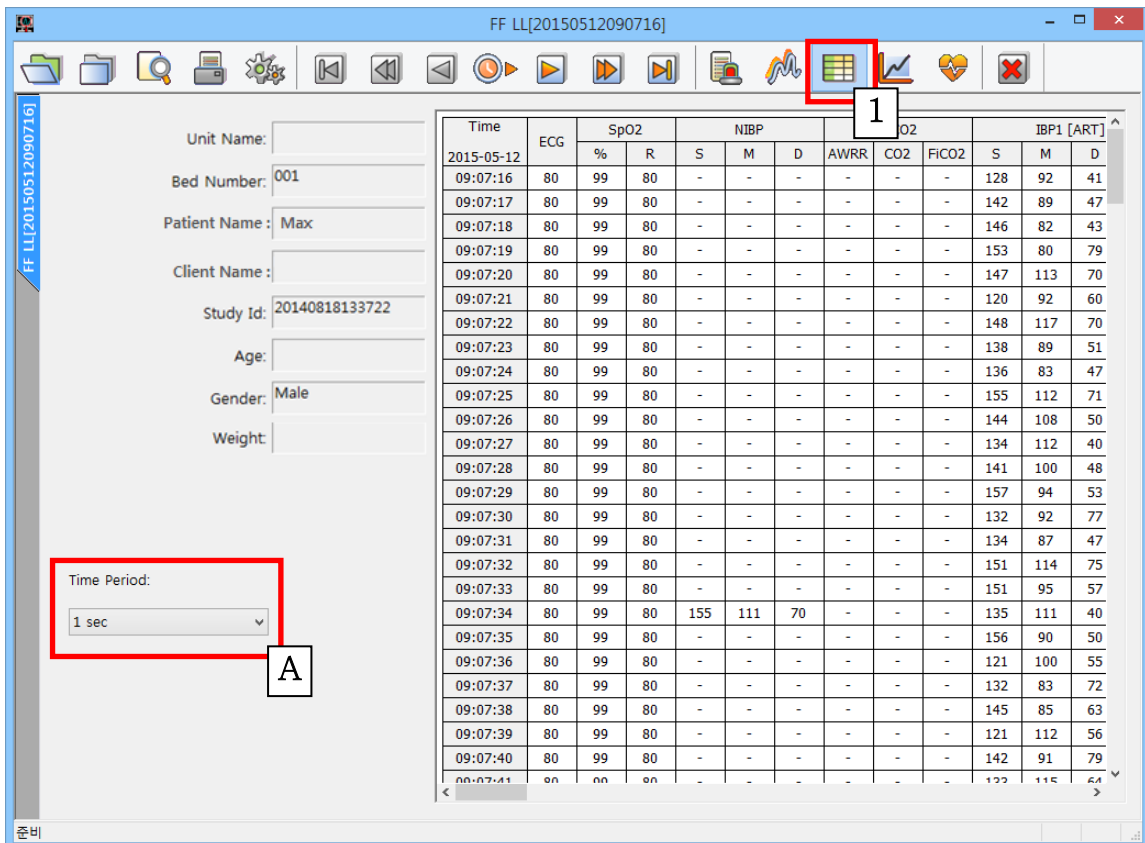 FF LL[20150512090716]
1
FF LL[20150512090716]
Unit Name:
Bed Number: 001
Patient Name : Max
Client Name :
Study Id: 20140818133722
Age:
Gender: Male
Weight:
Time Period:
1 sec
A
Time ECG SpO2 NIBP O2 IBP1 [ART]
2015-05-12 % R S M D AWRR CO2 FiCO2 S M D
09:07:16 80 99 80 - - - - - - 128 92 41
09:07:17 80 99 80 - - - - - - 142 89 47
09:07:18 80 99 80 - - - - - - 146 82 43
09:07:19 80 99 80 - - - - - - 153 80 79
09:07:20 80 99 80 - - - - - - 147 113 70
09:07:21 80 99 80 - - - - - - 120 92 60
09:07:22 80 99 80 - - - - - - 148 117 70
09:07:23 80 99 80 - - - - - - 138 89 51
09:07:24 80 99 80 - - - - - - 136 83 47
09:07:25 80 99 80 - - - - - - 155 112 71
09:07:26 80 99 80 - - - - - - 144 108 50
09:07:27 80 99 80 - - - - - - 134 112 40
09:07:28 80 99 80 - - - - - - 141 100 48
09:07:29 80 99 80 - - - - - - 157 94 53
09:07:30 80 99 80 - - - - - - 132 92 77
09:07:31 80 99 80 - - - - - - 134 87 47
09:07:32 80 99 80 - - - - - - 151 114 75
09:07:33 80 99 80 - - - - - - 151 95 57
09:07:34 80 99 80 155 111 70 - - - 135 111 40
09:07:35 80 99 80 - - - - - - 156 90 50
09:07:36 80 99 80 - - - - - - 121 100 55
09:07:37 80 99 80 - - - - - - 132 83 72
09:07:38 80 99 80 - - - - - - 145 85 63
09:07:39 80 99 80 - - - - - - 121 112 56
09:07:40 80 99 80 - - - - - - 142 91 79
09:07:41 80 99 80 - - - - - - 133 115 64
준비